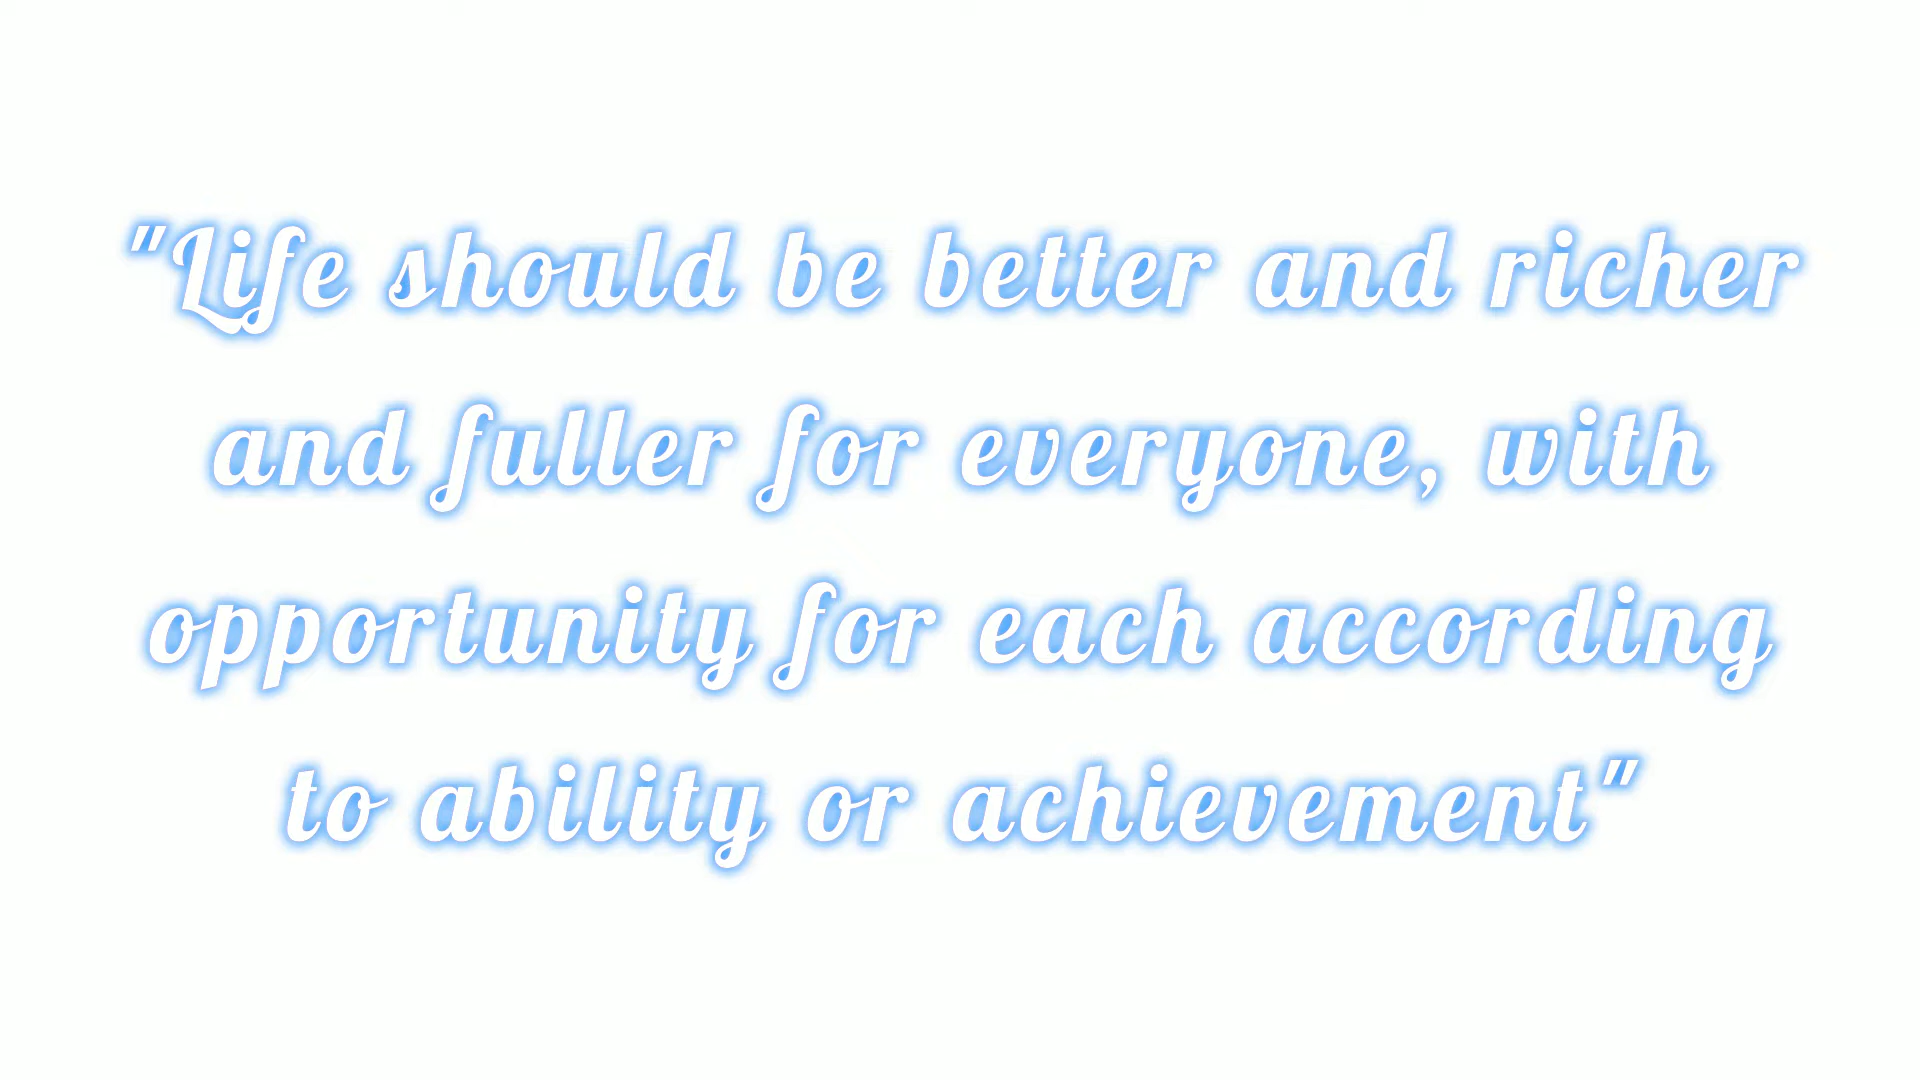 "Life should be better and richer
and fuller for everyone, with
opportunity for each according
to ability or achievement"